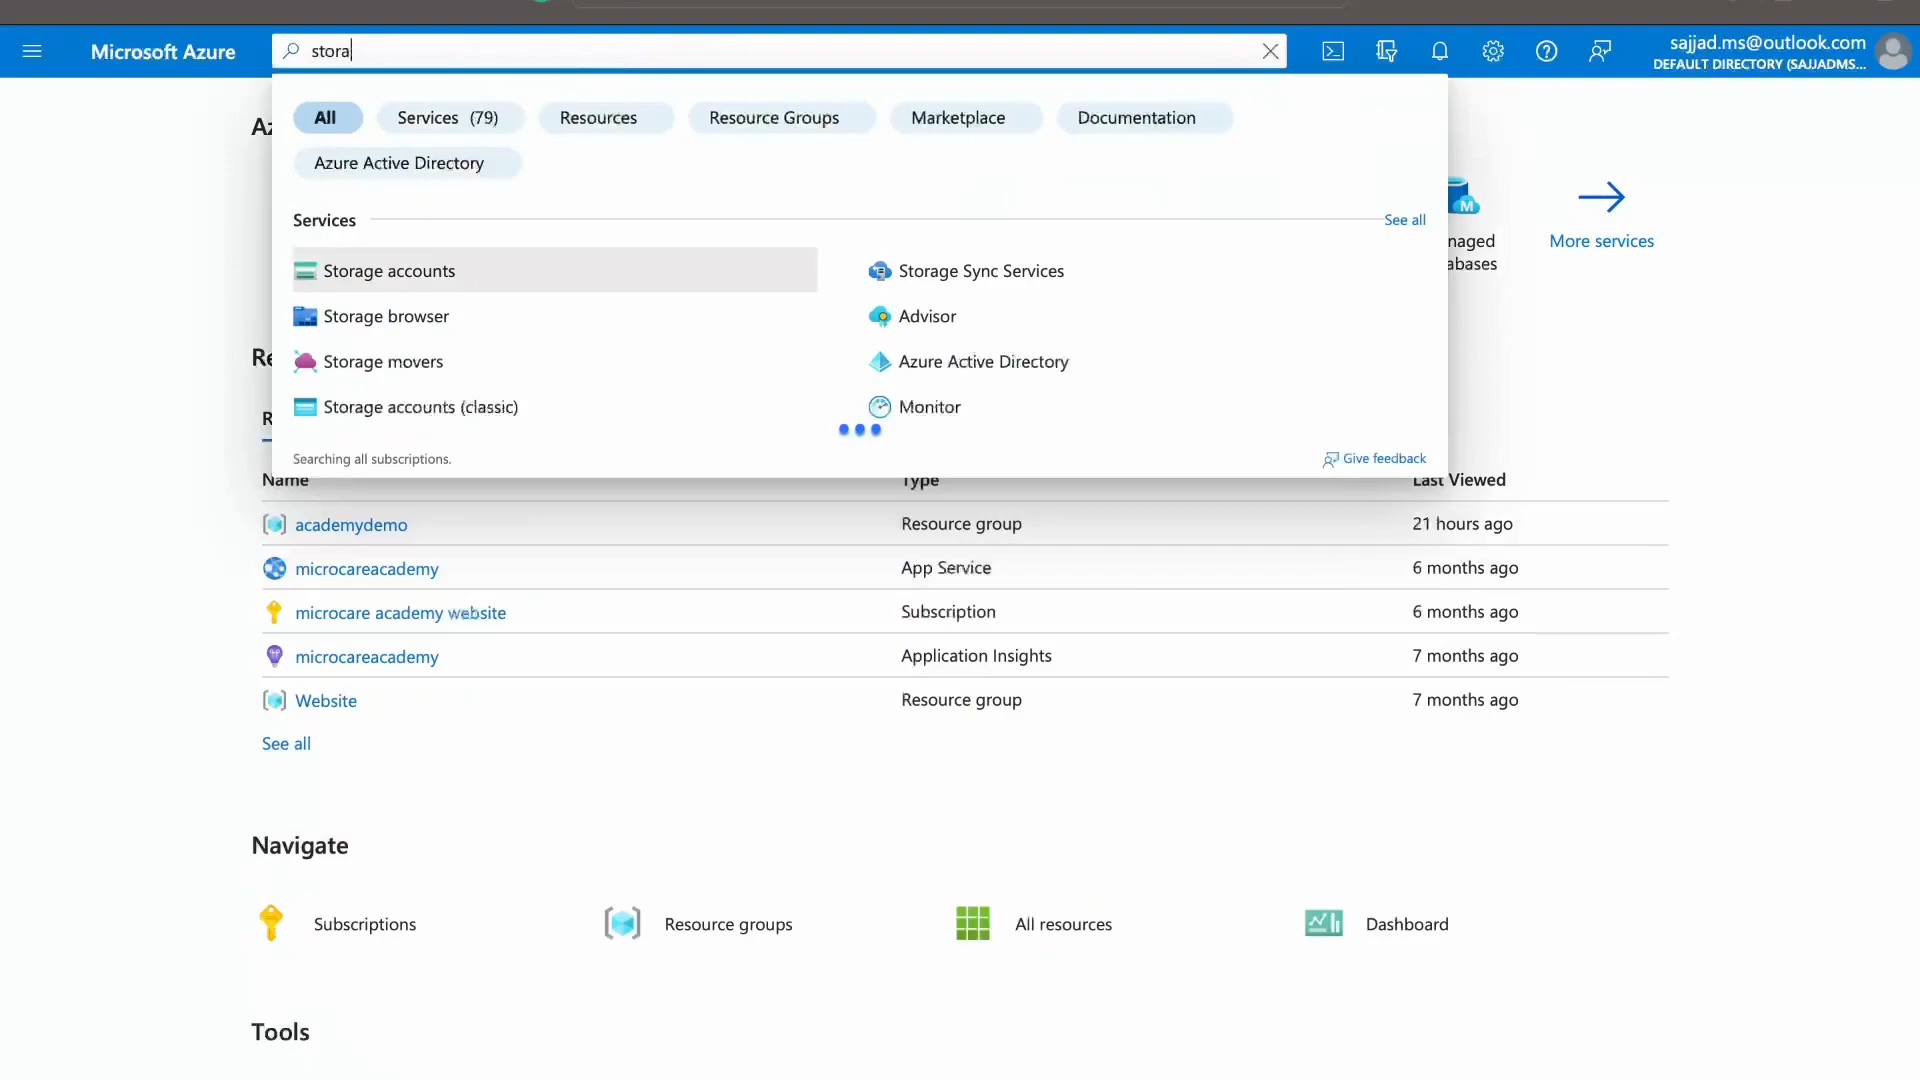 Microsoft Azure
stora
sajjad.ms@outlook.com
DEFAULT DIRECTORY (SAJJADMS...
All
Services (79)
Resources
Resource Groups
Marketplace
Documentation
Azure Active Directory
Az
Services
See all
Storage accounts
Storage Sync Services
Storage browser
Advisor
Storage movers
Azure Active Directory
Storage accounts (classic)
Monitor
Searching all subscriptions.
Give feedback
M
naged
abases
More services
Re
R
Name
Type
Last Viewed
academydemo
Resource group
21 hours ago
microcareacademy
App Service
6 months ago
microcare academy website
Subscription
6 months ago
microcareacademy
Application Insights
7 months ago
Website
Resource group
7 months ago
See all
Navigate
Subscriptions
Resource groups
All resources
Dashboard
Tools